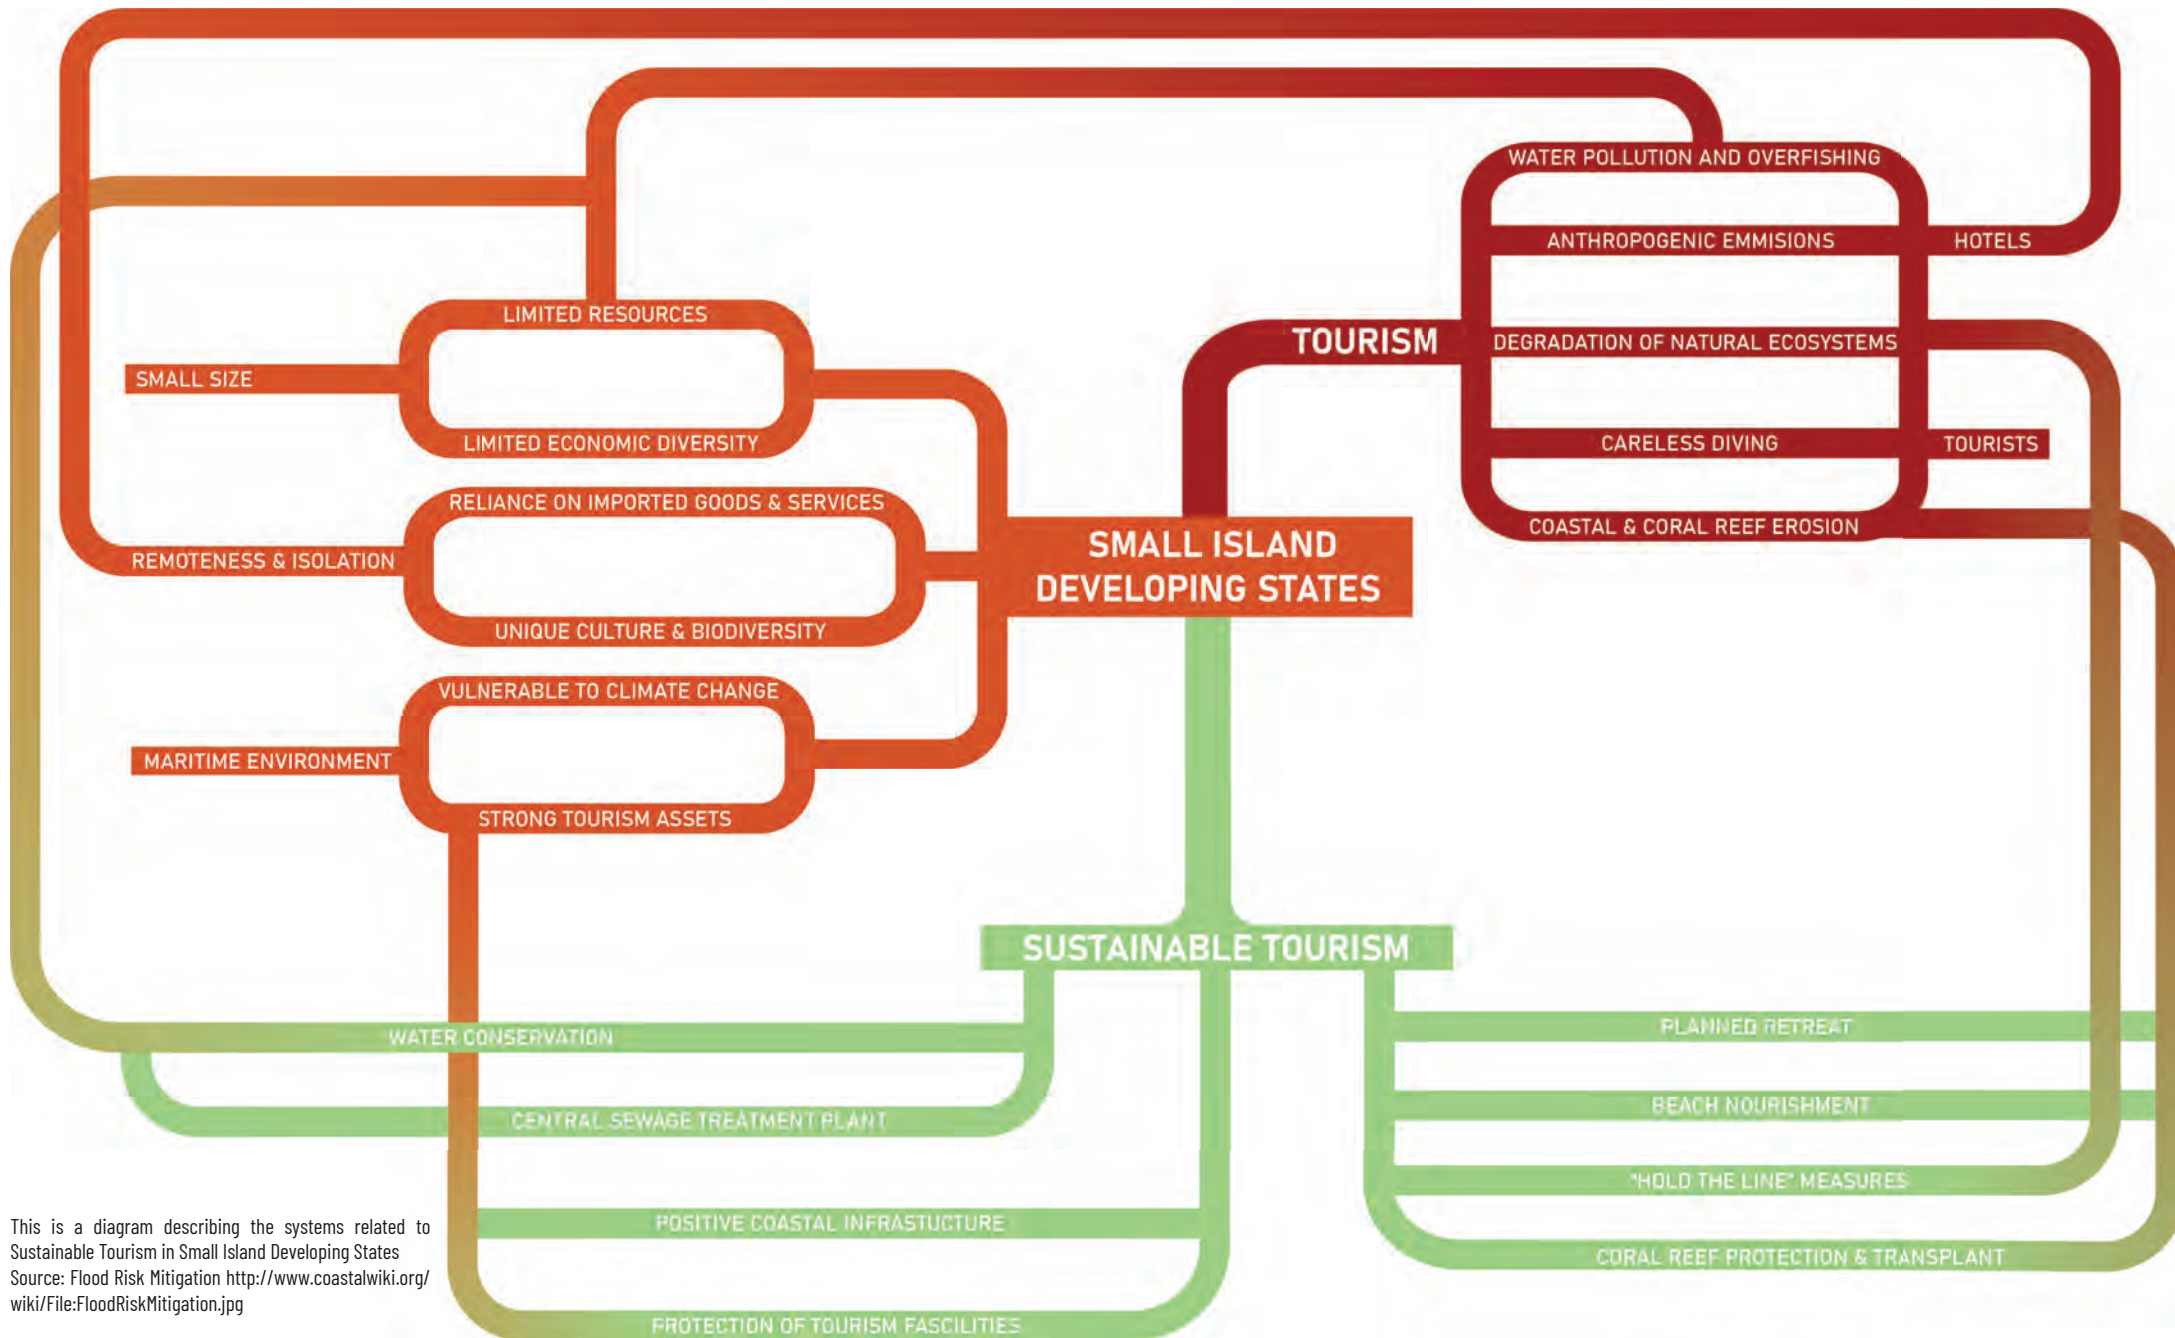 WATER POLLUTION AND OVERFISHING
ANTHROPOGENIC EMMISIONS
HOTELS
LIMITED RESOURCES
TOURISM
DEGRADATION OF NATURAL ECOSYSTEMS
SMALL SIZE
LIMITED ECONOMIC DIVERSITY
CARELESS DIVING
TOURISTS
RELIANCE ON IMPORTED GOODS & SERVICES
COASTAL & CORAL REEF EROSION
REMOTENESS & ISOLATION
SMALL ISLAND
DEVELOPING STATES
UNIQUE CULTURE & BIODIVERSITY
VULNERABLE TO CLIMATE CHANGE
MARITIME ENVIRONMENT
STRONG TOURISM ASSETS
SUSTAINABLE TOURISM
WATER CONSERVATION
PLANNED RETREAT
CENTRAL SEWAGE TREATMENT PLANT
BEACH NOURISHMENT
"HOLD THE LINE" MEASURES
POSITIVE COASTAL INFRASTUCTURE
CORAL REEF PROTECTION & TRANSPLANT
PROTECTION OF TOURISM FASCILITIES
This is a diagram describing the systems related to
Sustainable Tourism in Small Island Developing States
Source: Flood Risk Mitigation http://www.coastalwiki.org/
wiki/File:FloodRiskMitigation.jpg